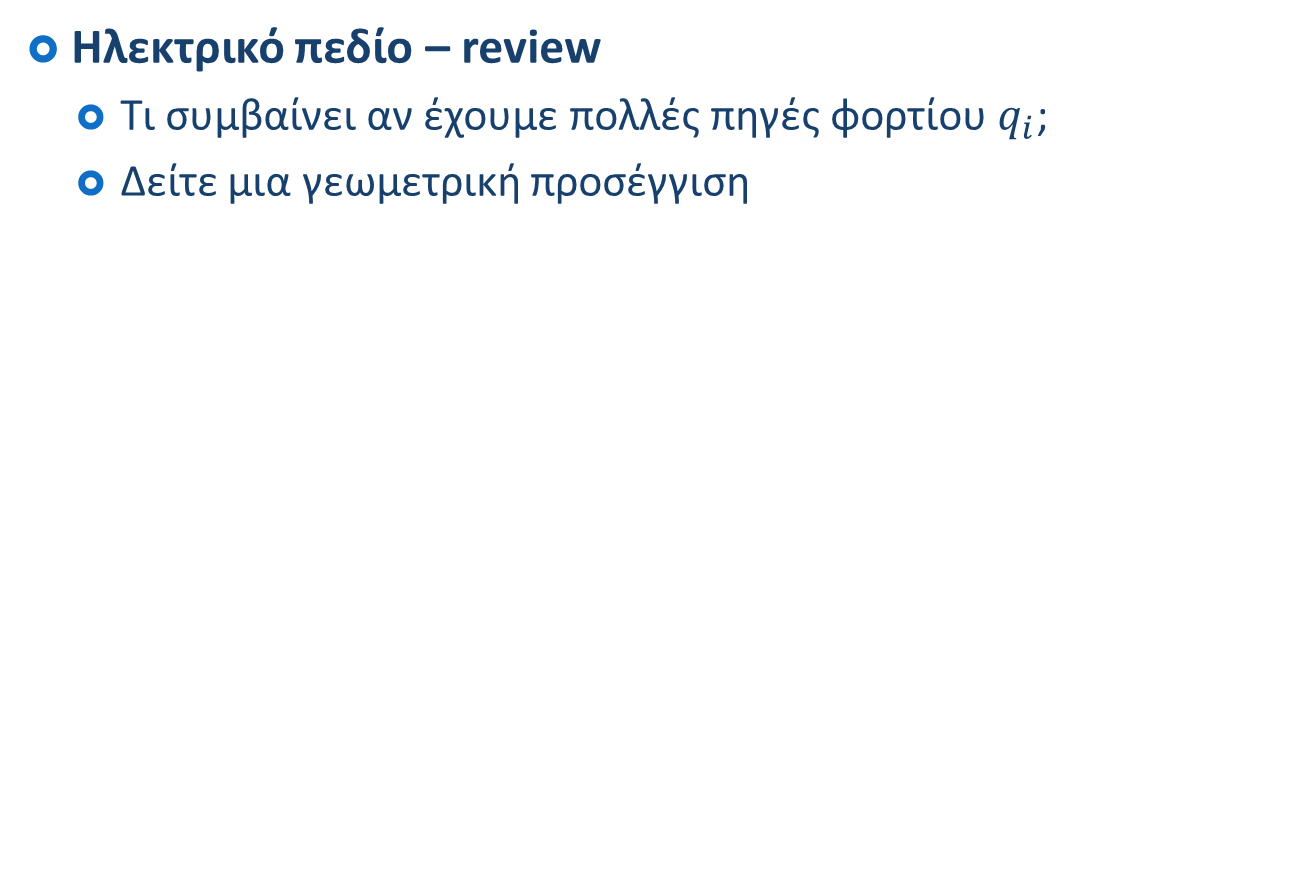 Ηλεκτρικό πεδίο – review
Τι συμβαίνει αν έχουμε πολλές πηγές φορτίου qᵢ;
Δείτε μια γεωμετρική προσέγγιση